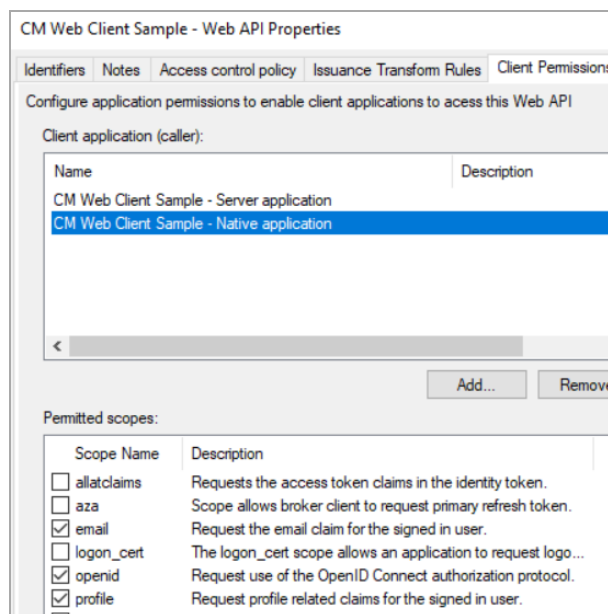 CM Web Client Sample - Web API Properties
Identifiers Notes Access control policy Issuance Transform Rules Client Permissions
Configure application permissions to enable client applications to acess this Web API
Client application (caller):
Name Description
CM Web Client Sample - Server application
CM Web Client Sample - Native application
Add... Remove
Permitted scopes:
Scope Name Description
allatclaims Requests the access token claims in the identity token.
aza Scope allows broker client to request primary refresh token.
email Request the email claim for the signed in user.
logon_cert The logon_cert scope allows an application to request logo...
openid Request use of the OpenID Connect authorization protocol.
profile Request profile related claims for the signed in user.